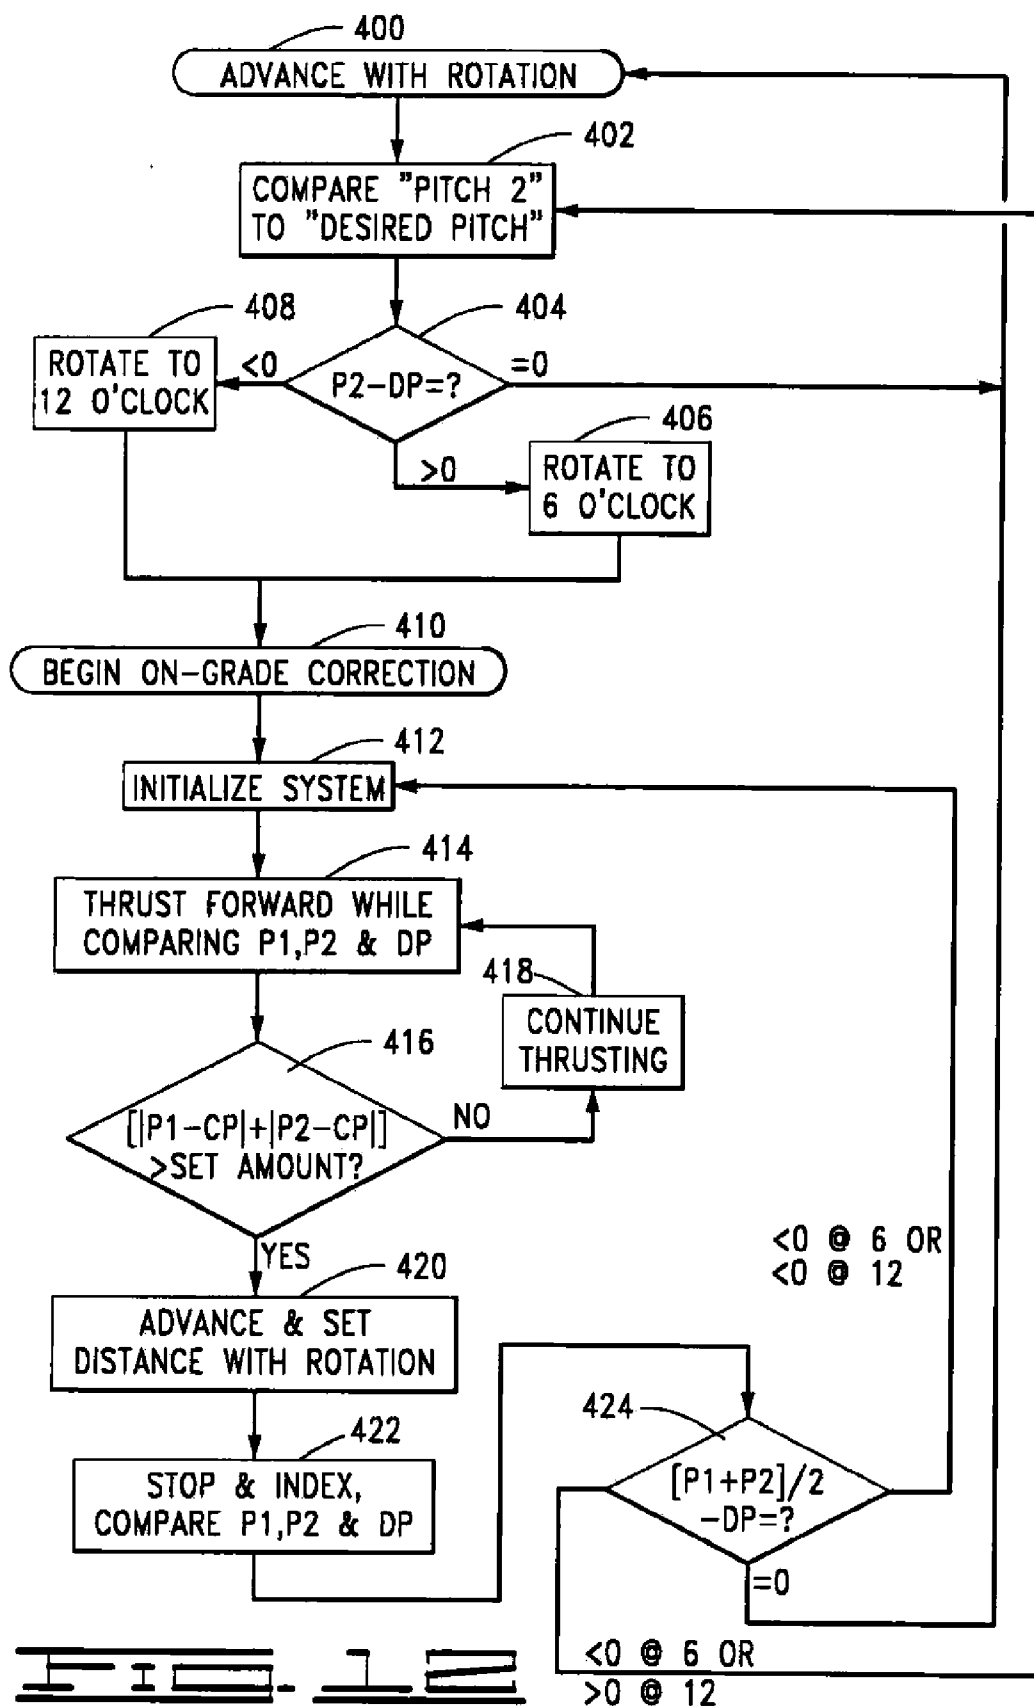 400
ADVANCE WITH ROTATION
402
COMPARE "PITCH 2"
TO "DESIRED PITCH"
408
404
ROTATE TO
12 O'CLOCK
<0
P2-DP=?
=0
406
>0
ROTATE TO
6 O'CLOCK
410
BEGIN ON-GRADE CORRECTION
412
INITIALIZE SYSTEM
414
THRUST FORWARD WHILE
COMPARING P1,P2 & DP
418
CONTINUE
THRUSTING
416
[|P1-CP|+|P2-CP|]
>SET AMOUNT?
NO
YES
<0 @ 6 OR
<0 @ 12
420
ADVANCE & SET
DISTANCE WITH ROTATION
422
STOP & INDEX,
COMPARE P1,P2 & DP
424
[P1+P2]/2
-DP=?
=0
<0 @ 6 OR
>0 @ 12